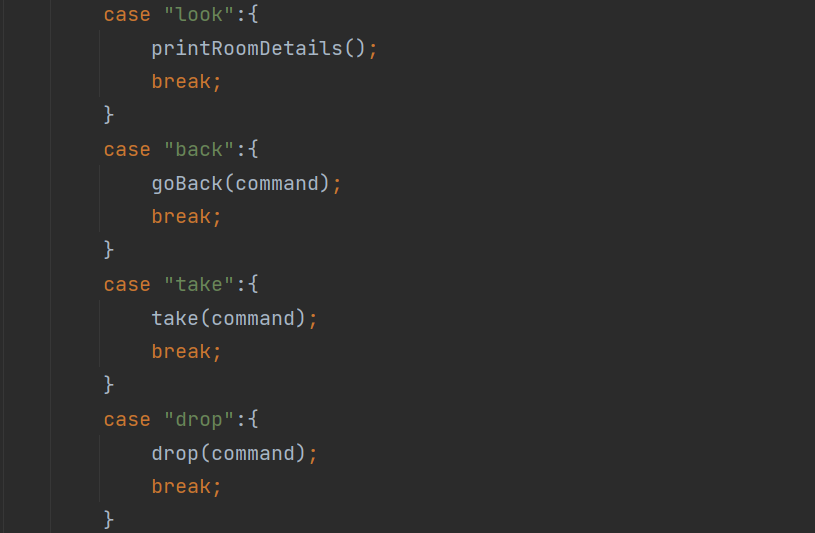 case "look":{
printRoomDetails();
break;
}
case "back":{
goBack(command);
break;
}
case "take":{
take(command);
break;
}
case "drop":{
drop(command);
break;
}